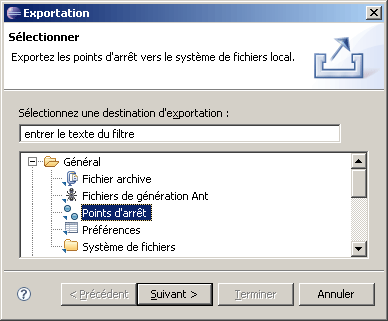 Exportation
Sélectionner
Exportez les points d'arrêt vers le système de fichiers local.
Sélectionnez une destination d'exportation :
entrer le texte du filtre
Général
Fichier archive
Fichiers de génération Ant
Points d'arrêt
Préférences
Système de fichiers
?
< Précédent
Suivant >
Terminer
Annuler